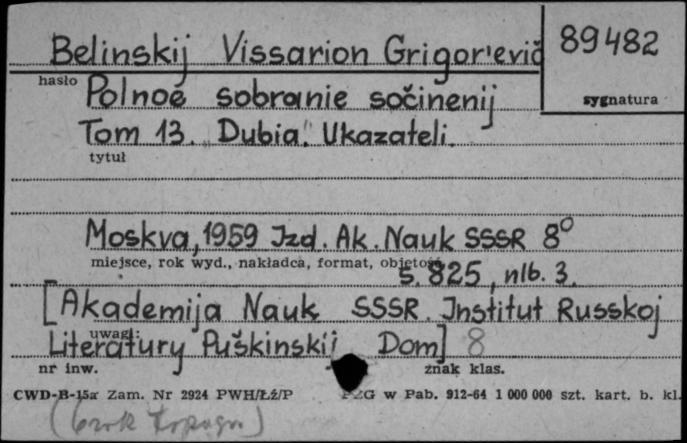 Belinskij Vissarion Grigor'evič
89482
hasło
sygnatura
Polnoe sobranie sočinenij
Tom 13. „Dubia." Ukazateli.
tytuł
Moskva, 1959 Izd. Ak. Nauk SSSR 8°
miejsce, rok wyd., nakładca, format, objętość
s. 825, nlb. 3.
[Akademija Nauk SSSR. Institut Russkoj
uwagi:
Literatury Puškinskij Dom] 8
nr inw.
znak klas.
CWD-B-15a Zam. Nr 2924 PWH/Łź/P
PZG w Pab. 912-64 1 000 000 szt. kart. b. kl.